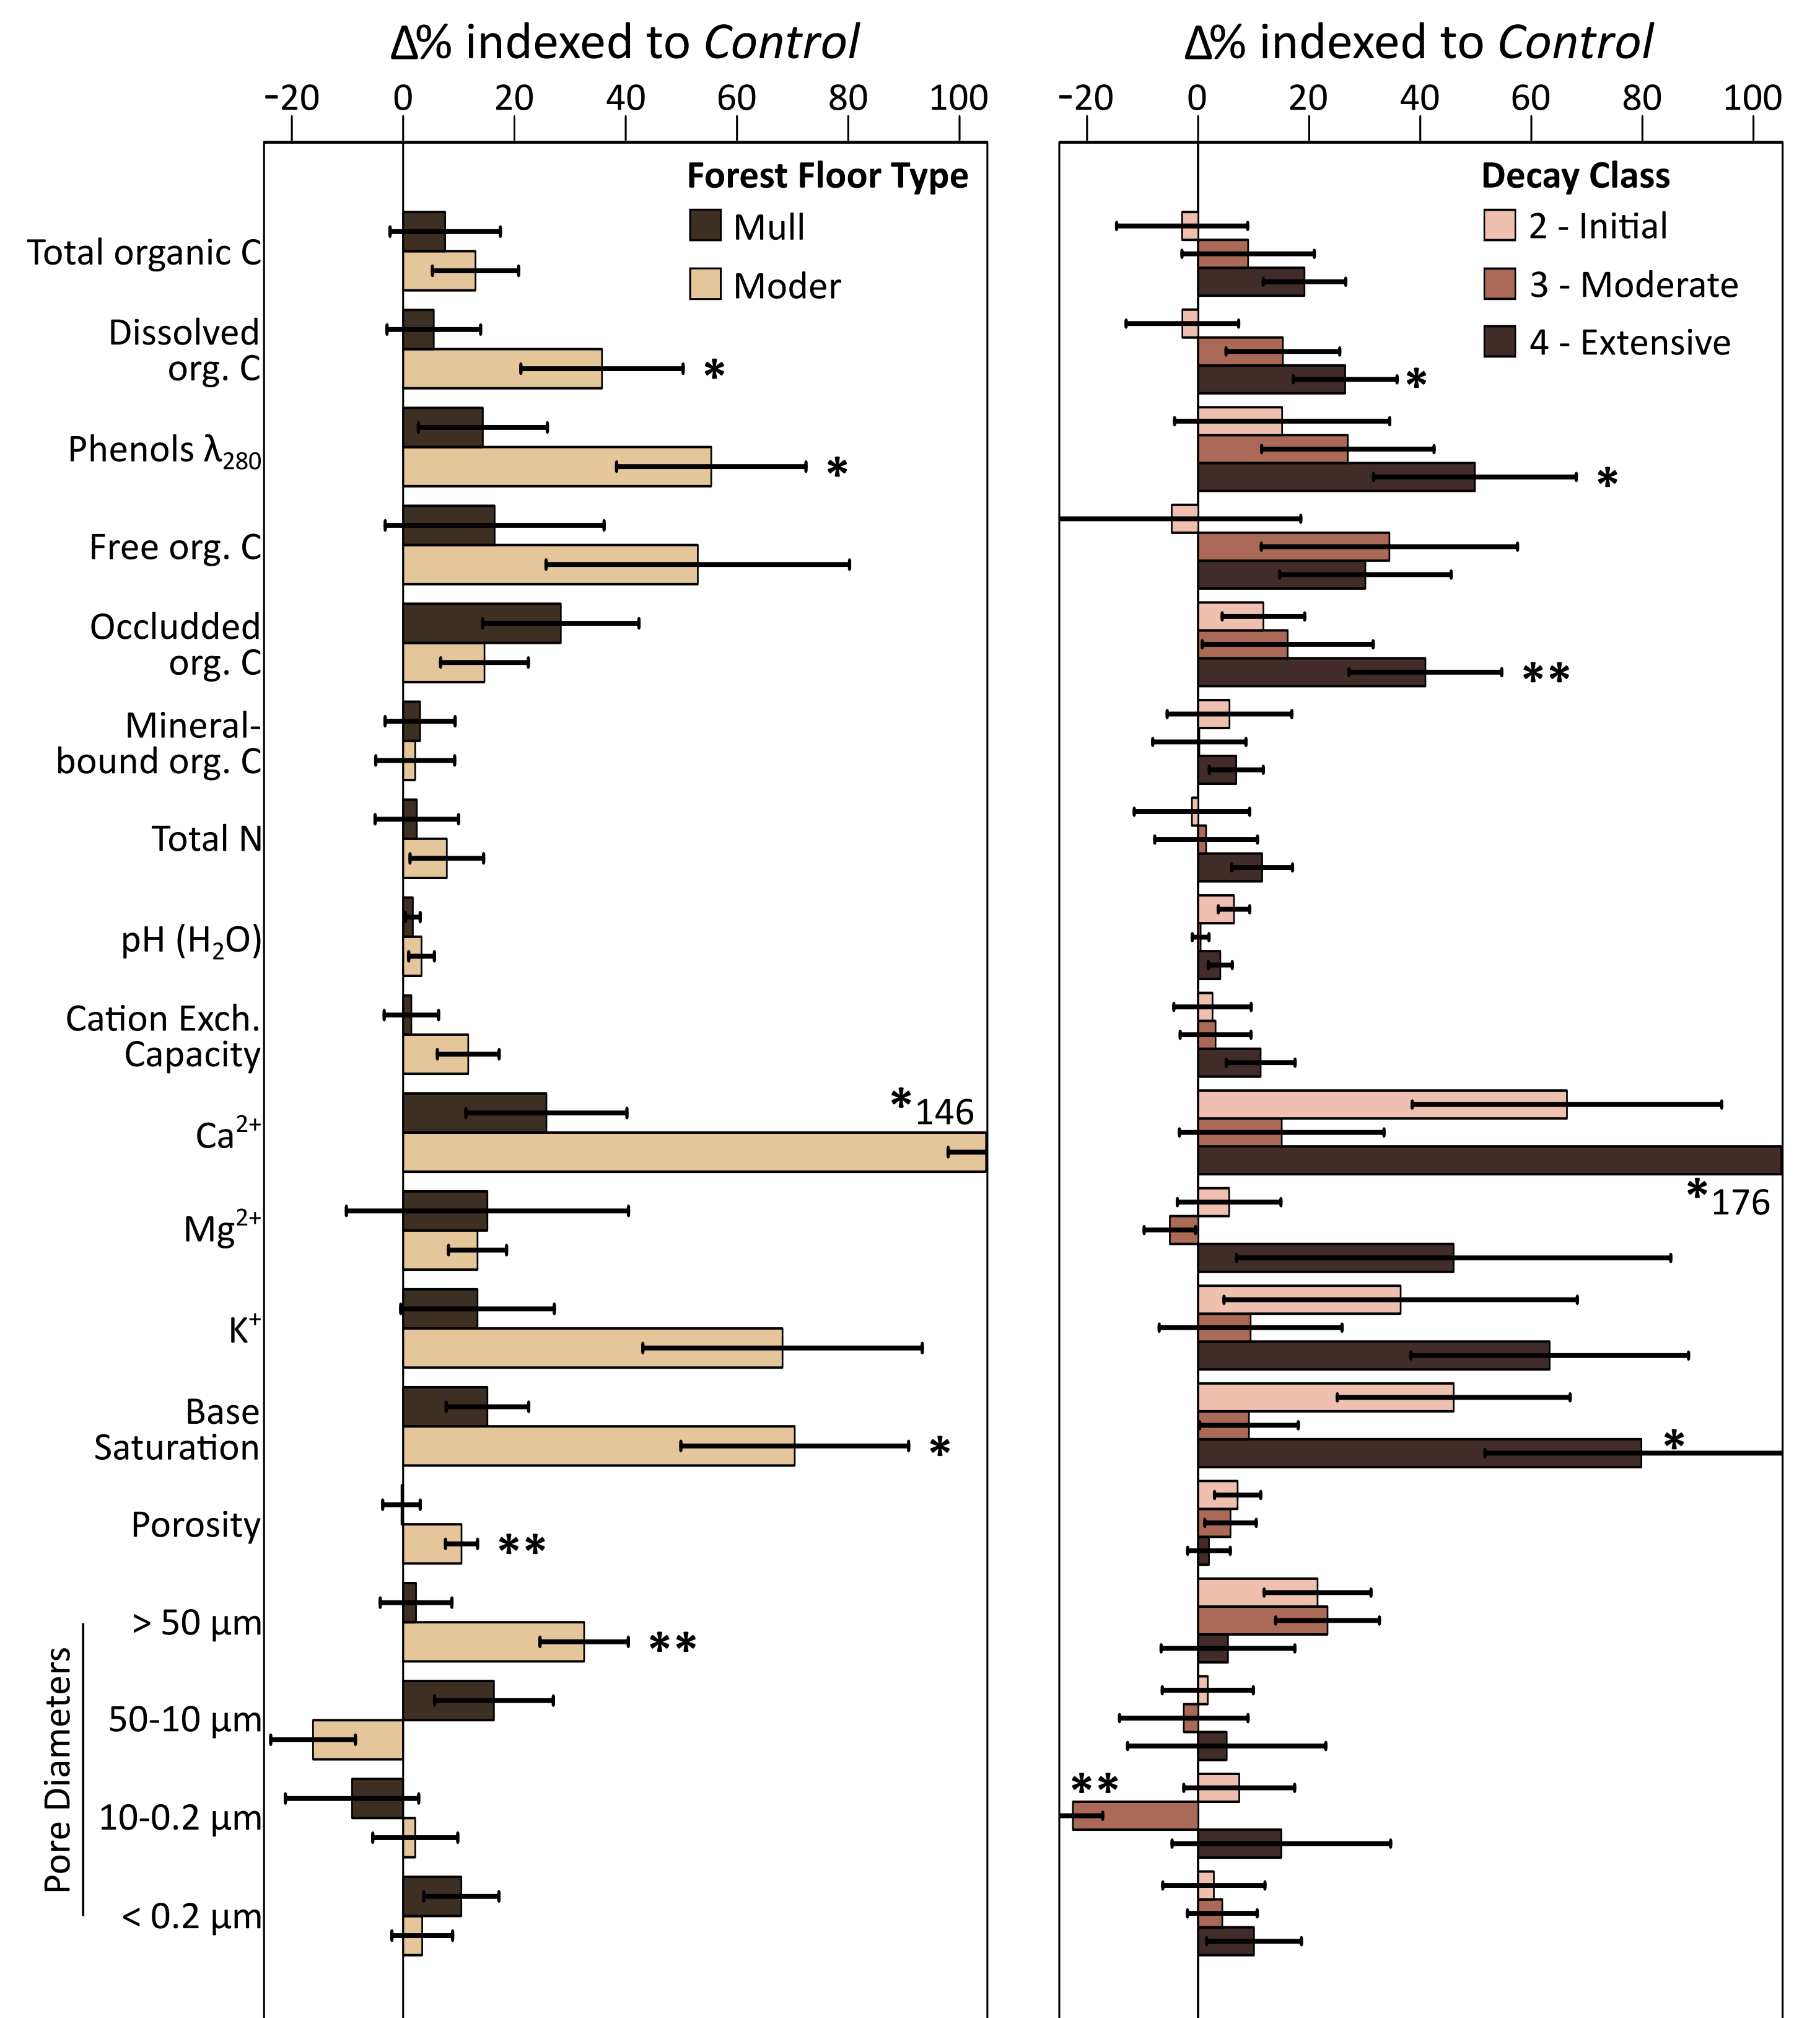 Δ% indexed to Control
Δ% indexed to Control
−20 0 20 40 60 80 100
−20 0 20 40 60 80 100
Forest Floor Type
Mull
Moder
Decay Class
2 - Initial
3 - Moderate
4 - Extensive
Total organic C
Dissolved
org. C
*
*
Phenols λ280
*
*
Free org. C
Occludded
org. C
**
Mineral-
bound org. C
Total N
pH (H2O)
Cation Exch.
Capacity
Ca2+
*146
*176
Mg2+
K+
Base
Saturation
*
*
Porosity
**
Pore Diameters
> 50 µm
**
50-10 µm
10-0.2 µm
**
< 0.2 µm